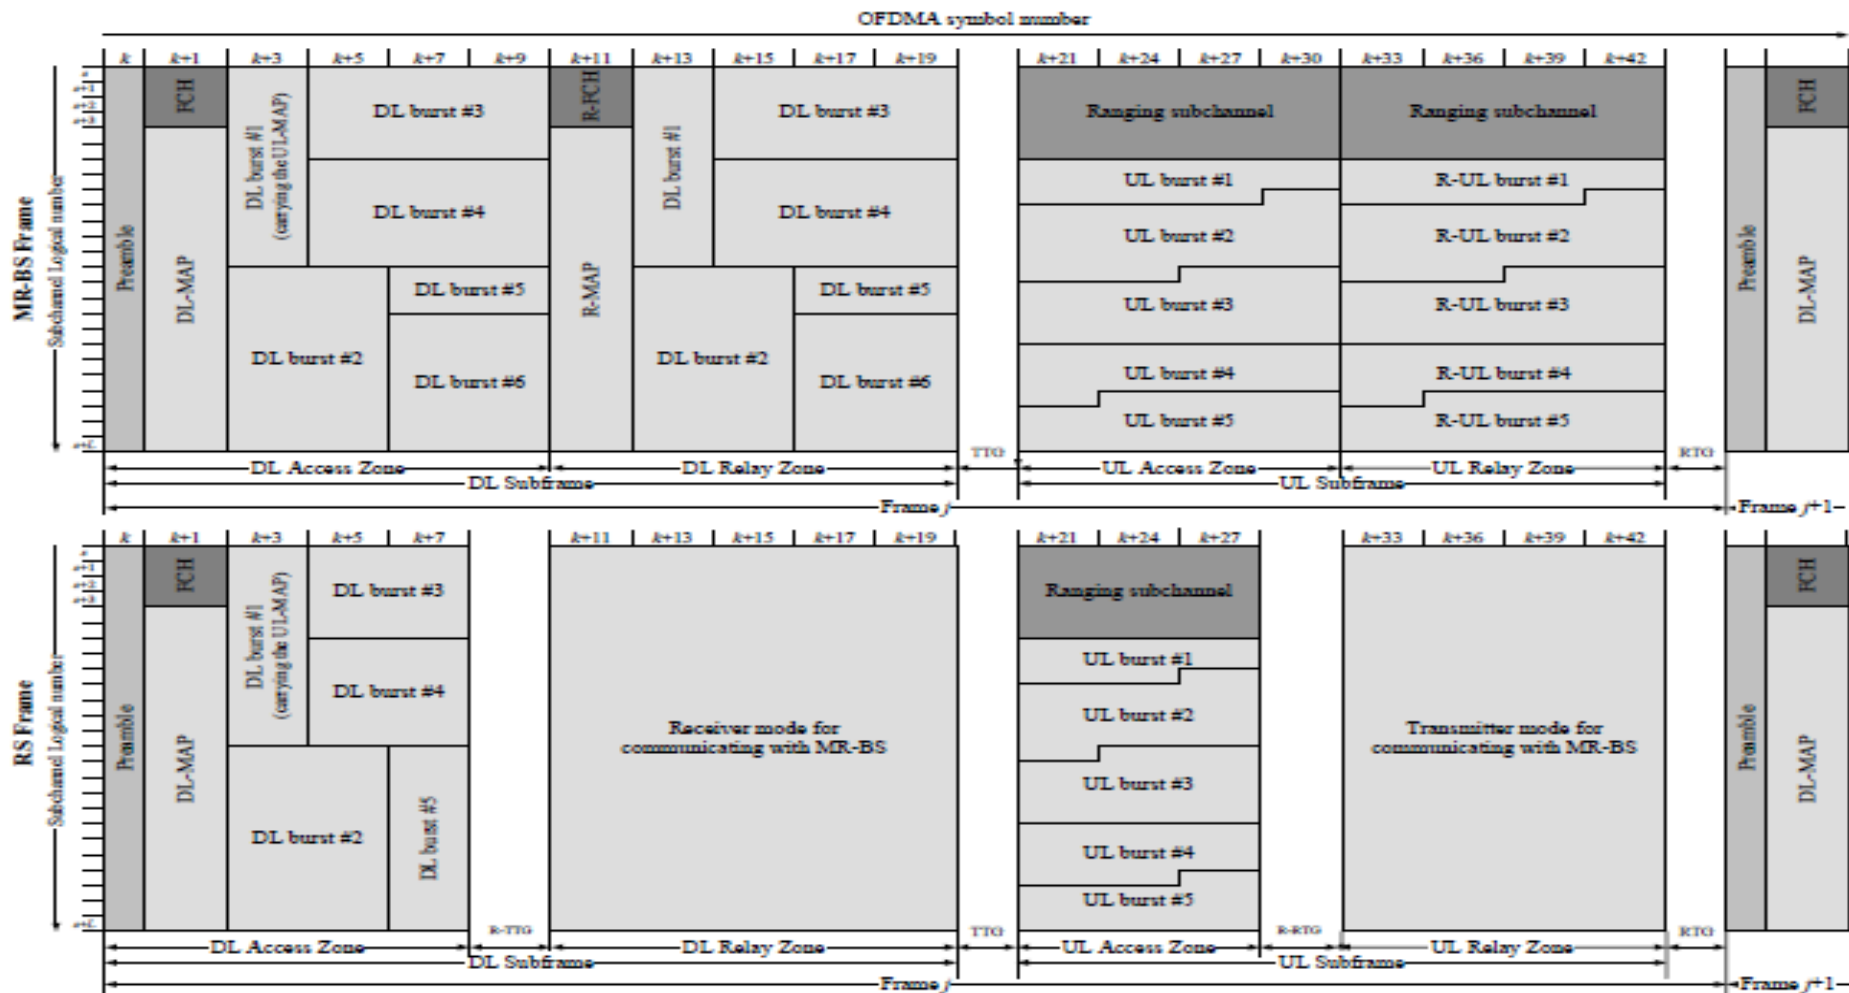 OFDMA symbol number
k k+1 k+3 k+5 k+7 k+9 k+11 k+13 k+15 k+17 k+19 k+21 k+24 k+27 k+30 k+33 k+36 k+39 k+42
MR-BS Frame
Subchannel Logical number
Preamble
FCH
DL-MAP
DL burst #1
(carrying the UL-MAP)
DL burst #3
DL burst #4
DL burst #2
DL burst #5
DL burst #6
R-FCH
R-MAP
DL burst #1
DL burst #3
DL burst #4
DL burst #2
DL burst #5
DL burst #6
Ranging subchannel
UL burst #1
UL burst #2
UL burst #3
UL burst #4
UL burst #5
Ranging subchannel
R-UL burst #1
R-UL burst #2
R-UL burst #3
R-UL burst #4
R-UL burst #5
Preamble
FCH
DL-MAP
DL Access Zone DL Relay Zone TTG UL Access Zone UL Relay Zone RTG
DL Subframe UL Subframe
Frame j Frame j+1
k k+1 k+3 k+5 k+7 k+11 k+13 k+15 k+17 k+19 k+21 k+24 k+27 k+33 k+36 k+39 k+42
RS Frame
Subchannel Logical number
Preamble
FCH
DL-MAP
DL burst #1
(carrying the UL-MAP)
DL burst #3
DL burst #4
DL burst #2
DL burst #5
Receiver mode for
communicating with MR-BS
Ranging subchannel
UL burst #1
UL burst #2
UL burst #3
UL burst #4
UL burst #5
Transmitter mode for
communicating with MR-BS
Preamble
FCH
DL-MAP
DL Access Zone R-TTG DL Relay Zone TTG UL Access Zone R-RTG UL Relay Zone RTG
DL Subframe UL Subframe
Frame j Frame j+1